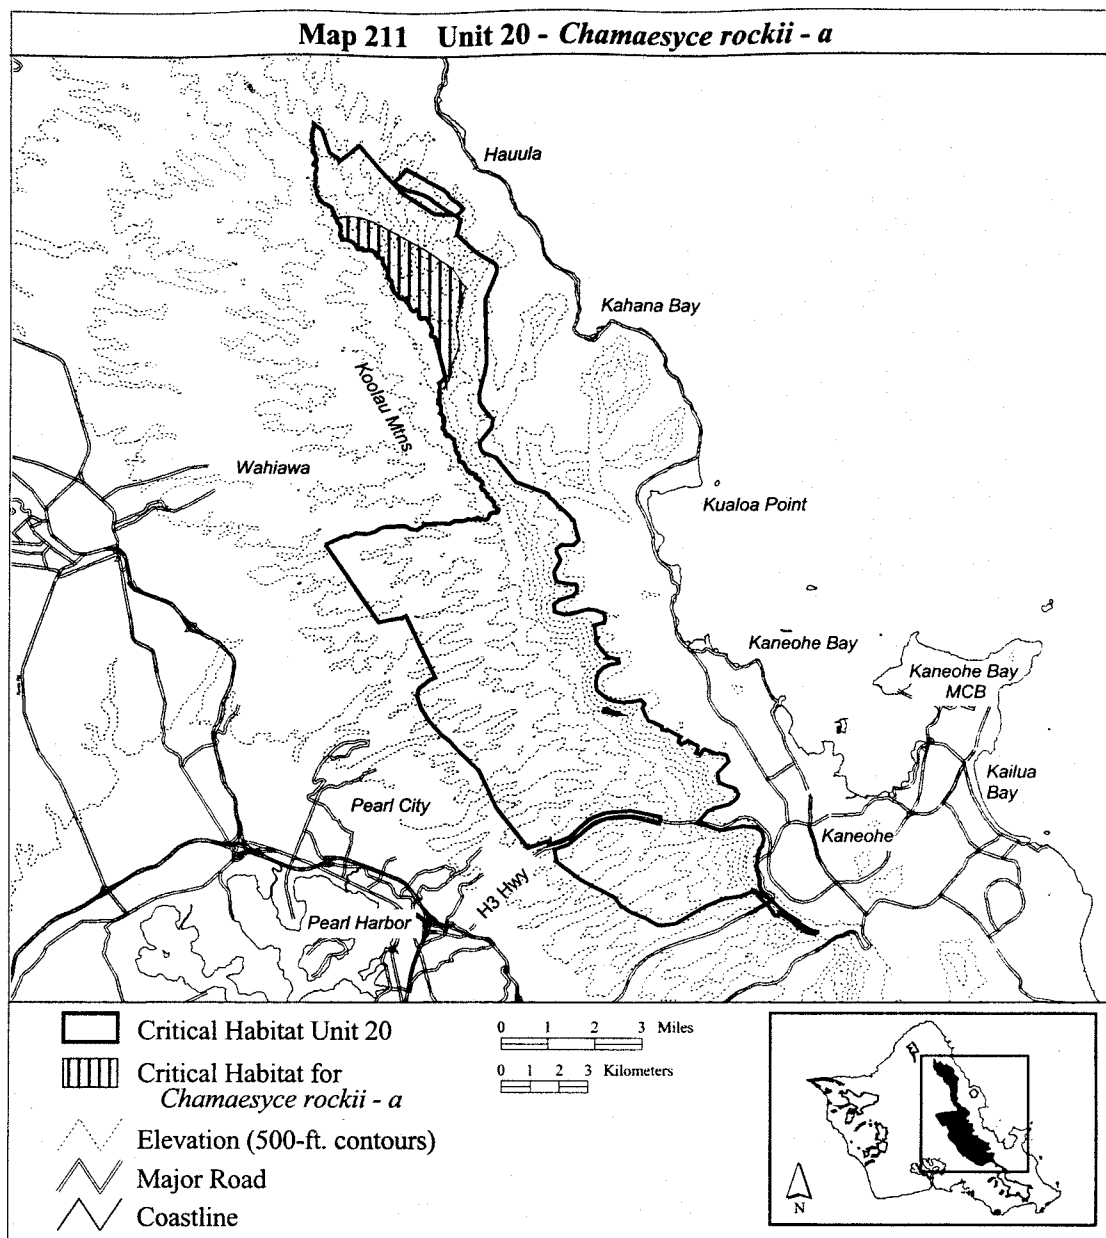 Map 211 Unit 20 - Chamaesyce rockii - a
Hauula
Kahana Bay
Koolau Mtns.
Wahiawa
Kualoa Point
Kaneohe Bay
Kaneohe Bay
MCB
Kailua
Bay
Pearl City
Kaneohe
H3 Hwy
Pearl Harbor
Critical Habitat Unit 20
Critical Habitat for
Chamaesyce rockii - a
Elevation (500-ft. contours)
Major Road
Coastline
0 1 2 3 Miles
0 1 2 3 Kilometers
N